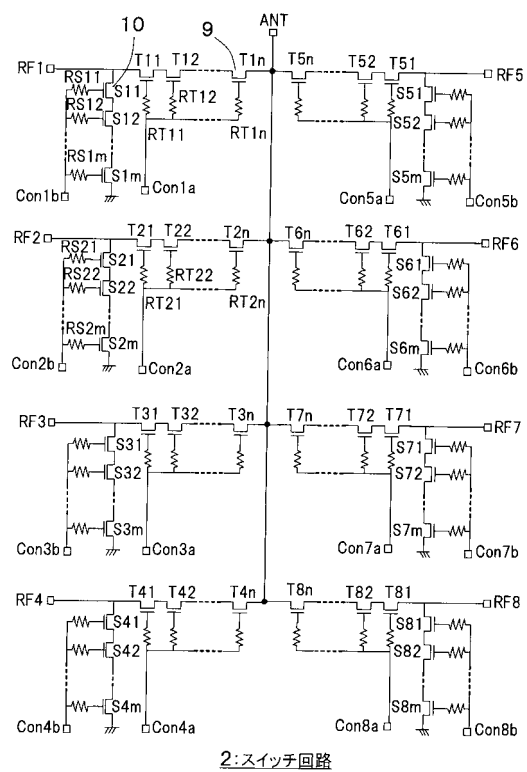 ANT
10 9
RF1 T11 T12 T1n T5n T52 T51 RF5
RS11 S11 S51
RS12 S12 RT12 S52
RT11 RT1n
RS1m S1m S5m
Con1b Con1a Con5a Con5b
RF2 T21 T22 T2n T6n T62 T61 RF6
RS21 S21 S61
RS22 S22 RT22 S62
RT21 RT2n
RS2m S2m S6m
Con2b Con2a Con6a Con6b
RF3 T31 T32 T3n T7n T72 T71 RF7
S31 S71
S32 S72
S3m S7m
Con3b Con3a Con7a Con7b
RF4 T41 T42 T4n T8n T82 T81 RF8
S41 S81
S42 S82
S4m S8m
Con4b Con4a Con8a Con8b
2:スイッチ回路